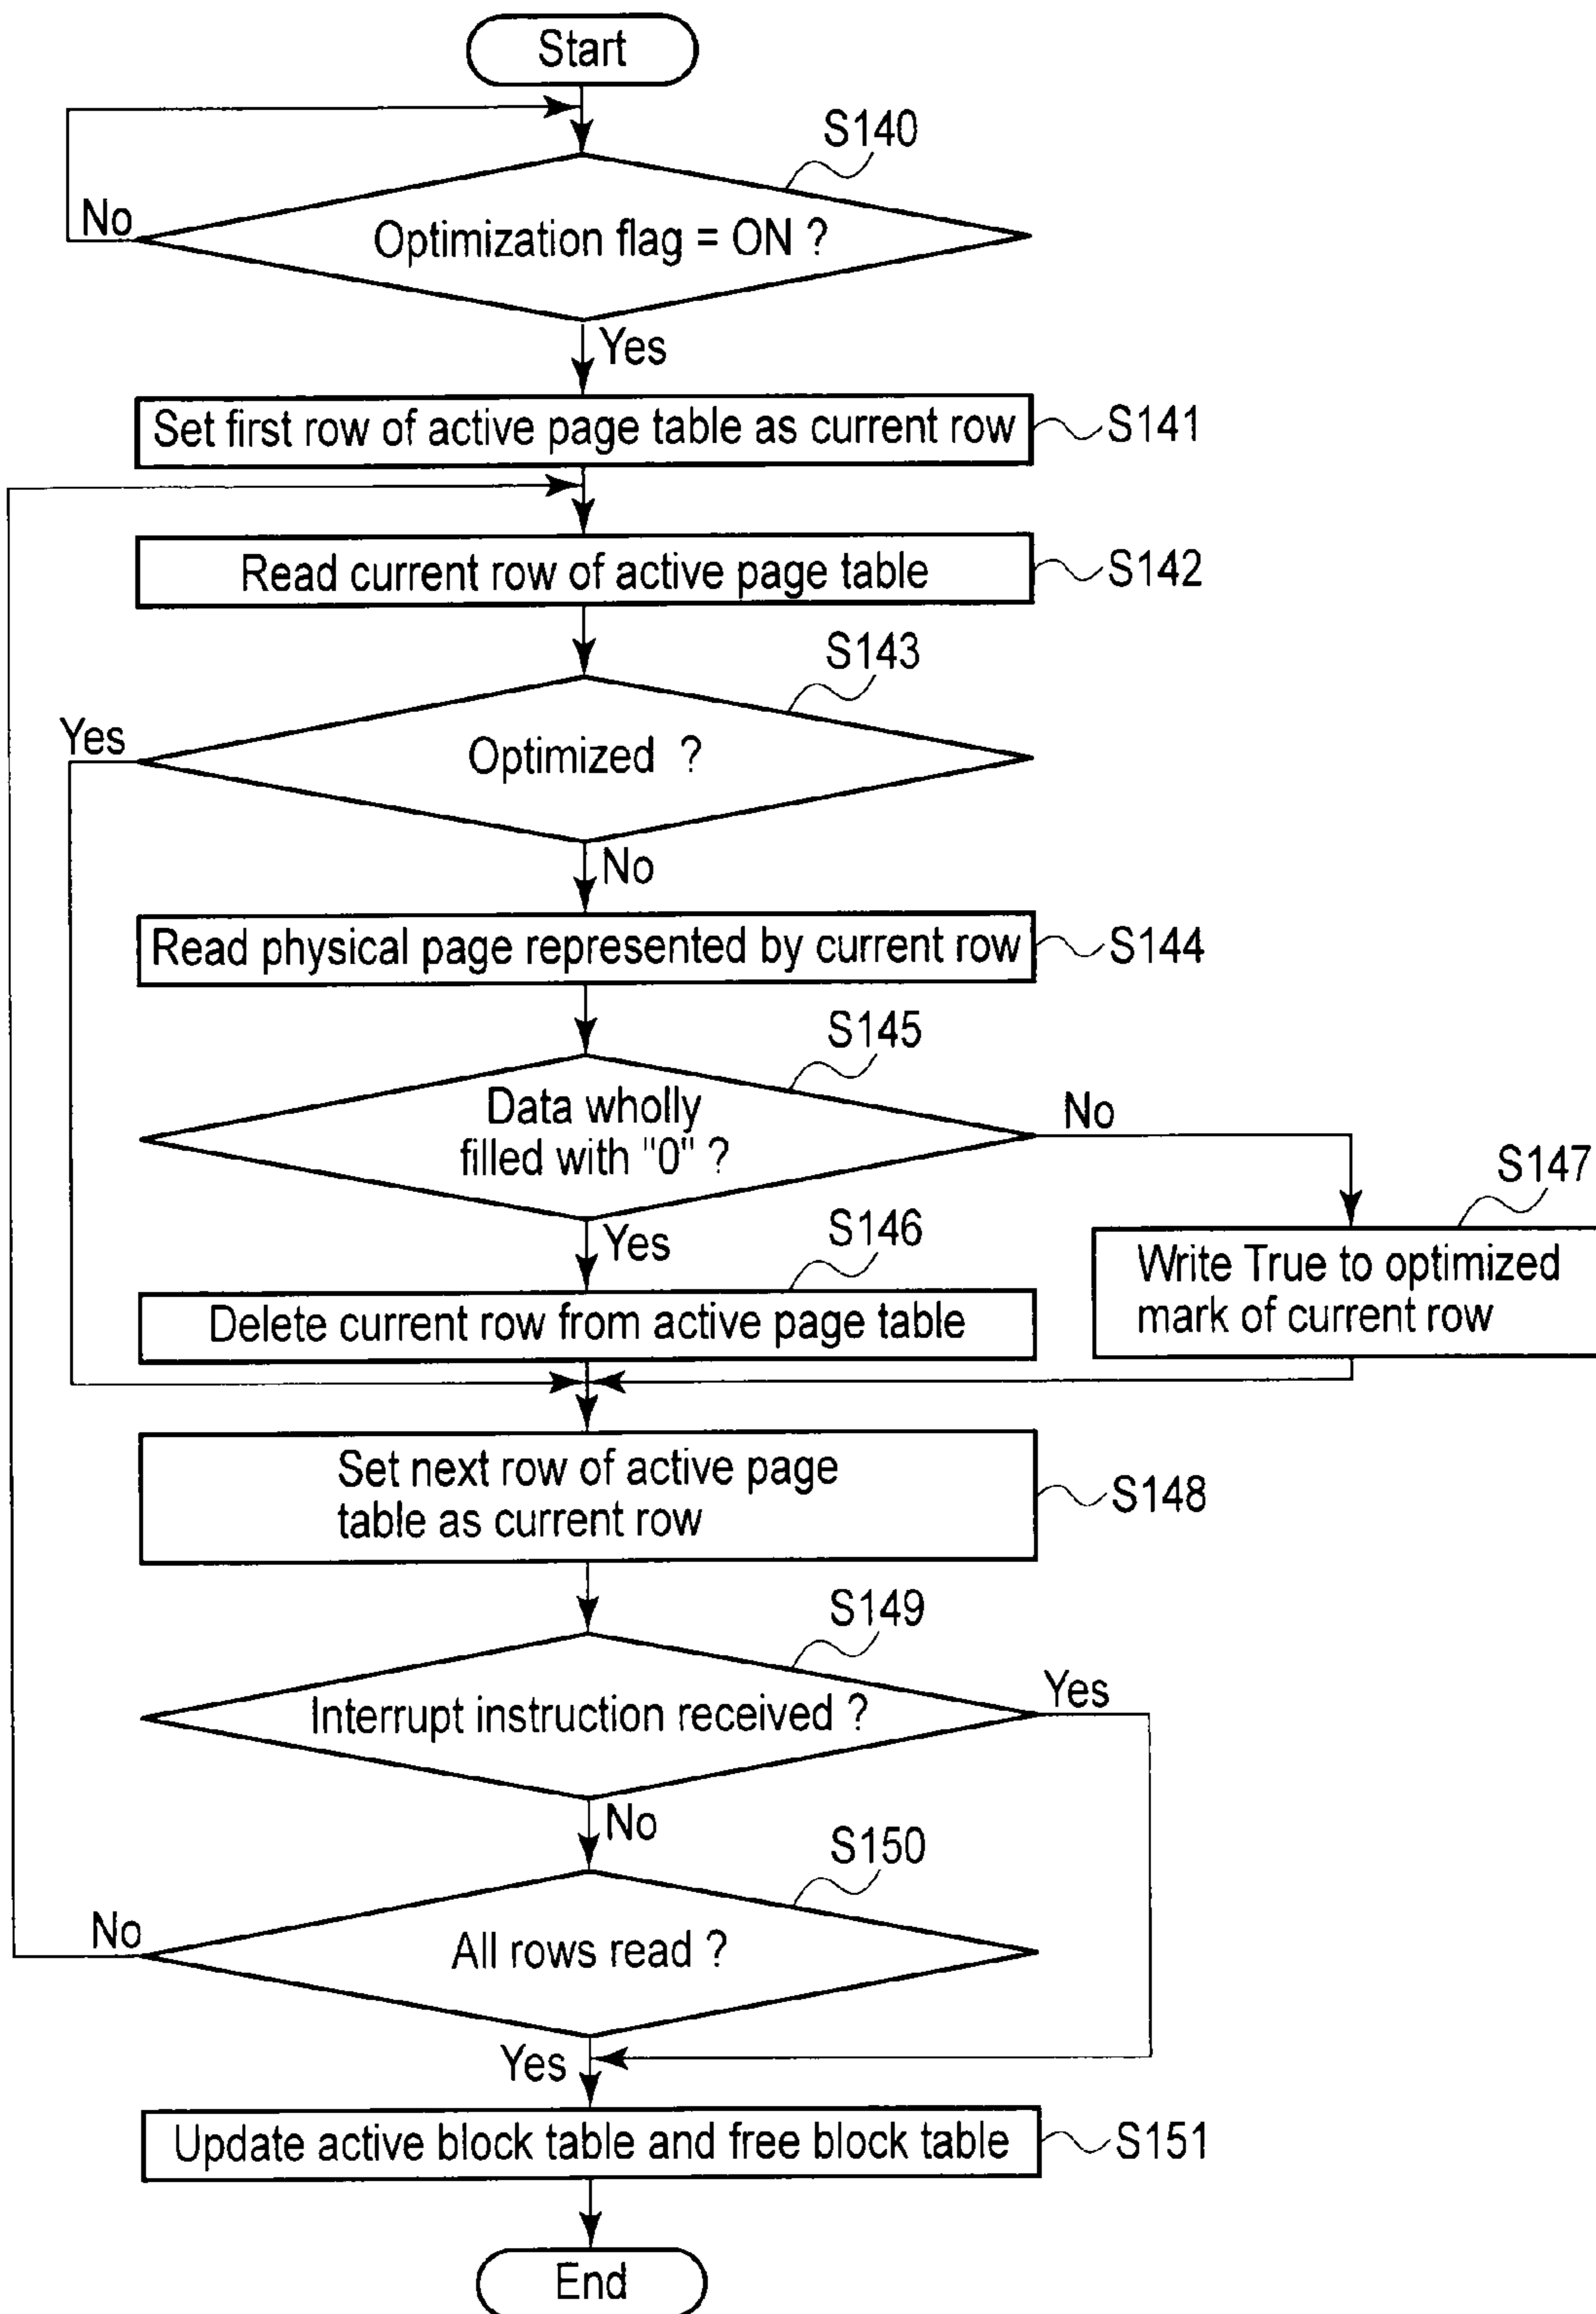 Start
S140
No
Optimization flag = ON ?
Yes
Set first row of active page table as current row
S141
Read current row of active page table
S142
S143
Yes
Optimized ?
No
Read physical page represented by current row
S144
S145
Data wholly
filled with "0" ?
No
S147
Yes
S146
Write True to optimized
mark of current row
Delete current row from active page table
Set next row of active page
table as current row
S148
S149
Interrupt instruction received ?
Yes
No
S150
No
All rows read ?
Yes
Update active block table and free block table
S151
End